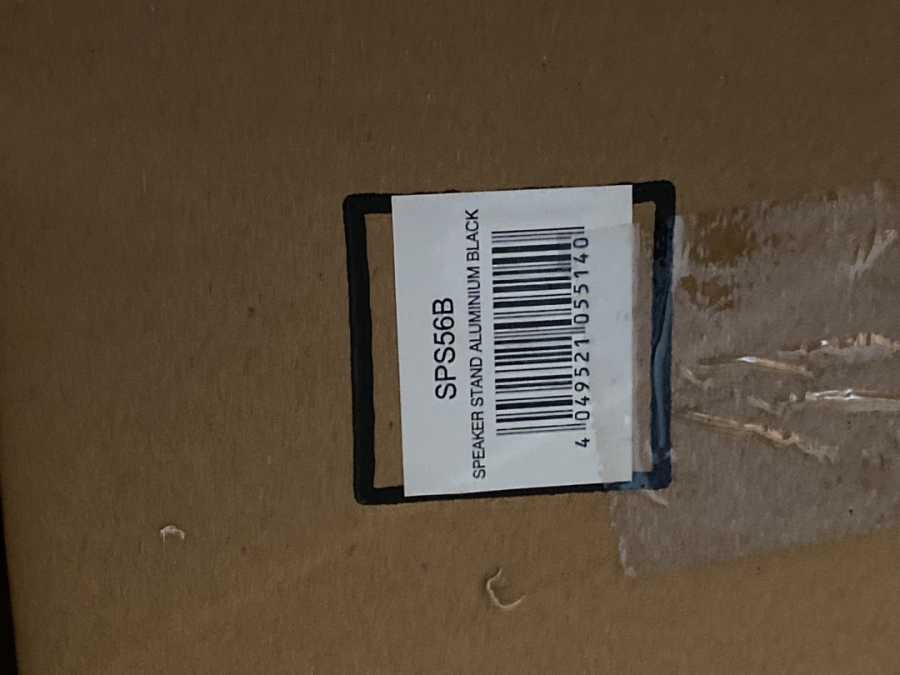 SPS56B
SPEAKER STAND ALUMINIUM BLACK
4 049521 055140